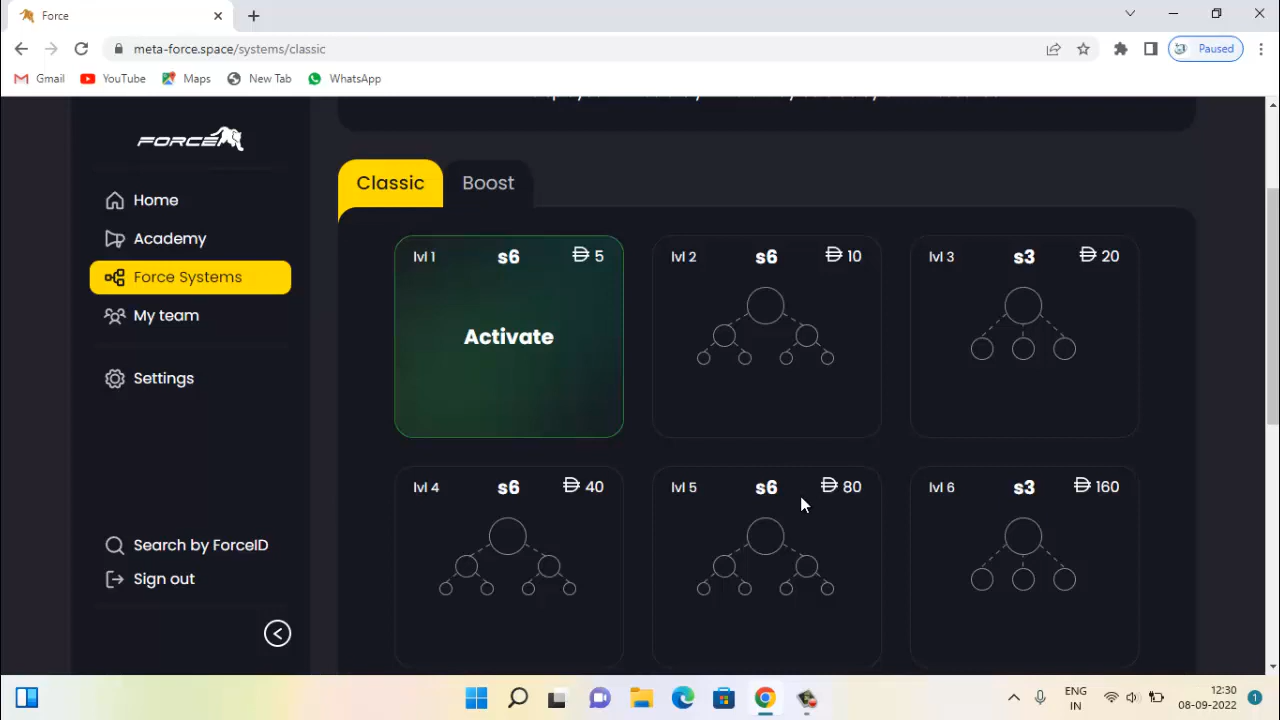 Force
meta-force.space/systems/classic
Paused
Gmail
YouTube
Maps
New Tab
WhatsApp
FORCE
Home
Academy
Force Systems
My team
Settings
Search by ForceID
Sign out
Classic
Boost
lvl 1 s6 5
Activate
lvl 2 s6 10
lvl 3 s3 20
lvl 4 s6 40
lvl 5 s6 80
lvl 6 s3 160
ENG
IN
12:30
08-09-2022
1